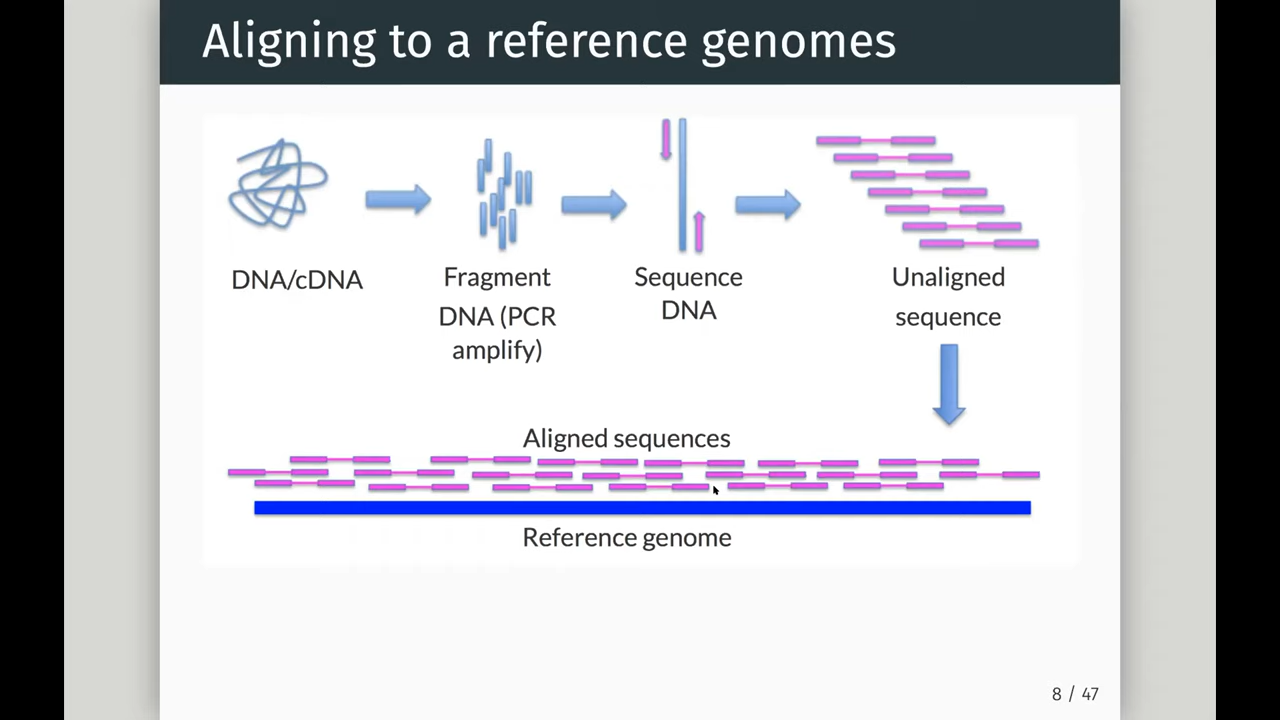 Aligning to a reference genomes
DNA/cDNA
Fragment
DNA (PCR
amplify)
Sequence
DNA
Unaligned
sequence
Aligned sequences
Reference genome
8 / 47